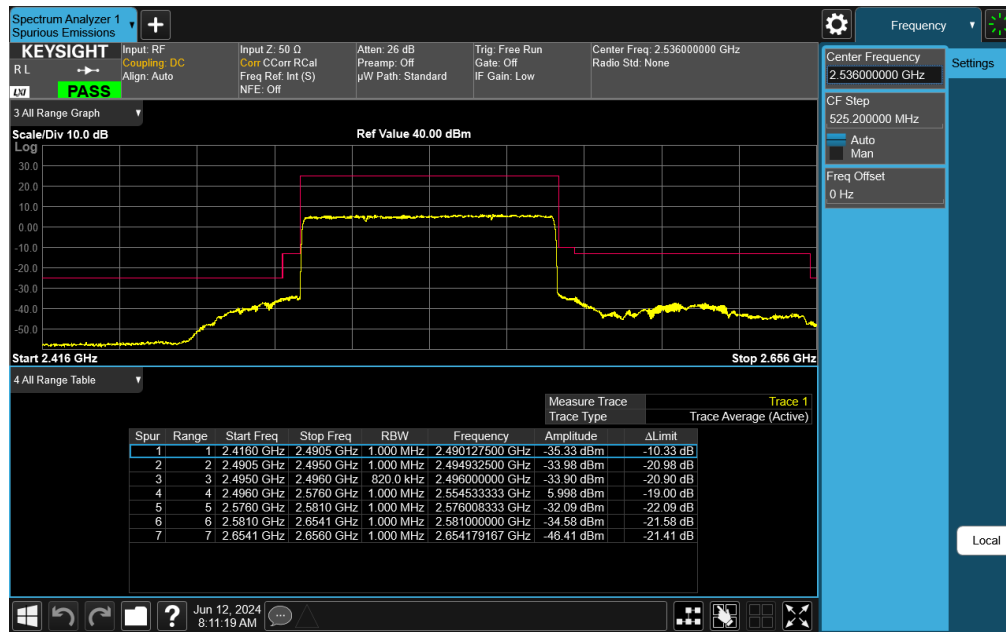 Spectrum Analyzer 1
Spurious Emissions
+
Frequency
KEYSIGHT
R L
LXI
PASS
Input: RF
Coupling: DC
Align: Auto
Input Z: 50 Ω
Corr CCorr RCal
Freq Ref: Int (S)
NFE: Off
Atten: 26 dB
Preamp: Off
µW Path: Standard
Trig: Free Run
Gate: Off
IF Gain: Low
Center Freq: 2.536000000 GHz
Radio Std: None
Center Frequency
2.536000000 GHz
Settings
CF Step
525.200000 MHz
Auto
Man
Freq Offset
0 Hz
3 All Range Graph
Scale/Div 10.0 dB
Ref Value 40.00 dBm
Log
30.0
20.0
10.0
0.00
-10.0
-20.0
-30.0
-40.0
-50.0
Start 2.416 GHz
Stop 2.656 GHz
4 All Range Table
Measure Trace Trace 1
Trace Type Trace Average (Active)
Spur Range Start Freq Stop Freq RBW Frequency Amplitude ΔLimit
1 1 2.4160 GHz 2.4905 GHz 1.000 MHz 2.490127500 GHz -35.33 dBm -10.33 dB
2 2 2.4905 GHz 2.4950 GHz 1.000 MHz 2.494932500 GHz -33.98 dBm -20.98 dB
3 3 2.4950 GHz 2.4960 GHz 820.0 kHz 2.496000000 GHz -33.90 dBm -20.90 dB
4 4 2.4960 GHz 2.5760 GHz 1.000 MHz 2.554533333 GHz 5.998 dBm -19.00 dB
5 5 2.5760 GHz 2.5810 GHz 1.000 MHz 2.576008333 GHz -32.09 dBm -22.09 dB
6 6 2.5810 GHz 2.6541 GHz 1.000 MHz 2.581000000 GHz -34.58 dBm -21.58 dB
7 7 2.6541 GHz 2.6560 GHz 1.000 MHz 2.654179167 GHz -46.41 dBm -21.41 dB
Local
?
Jun 12, 2024
8:11:19 AM